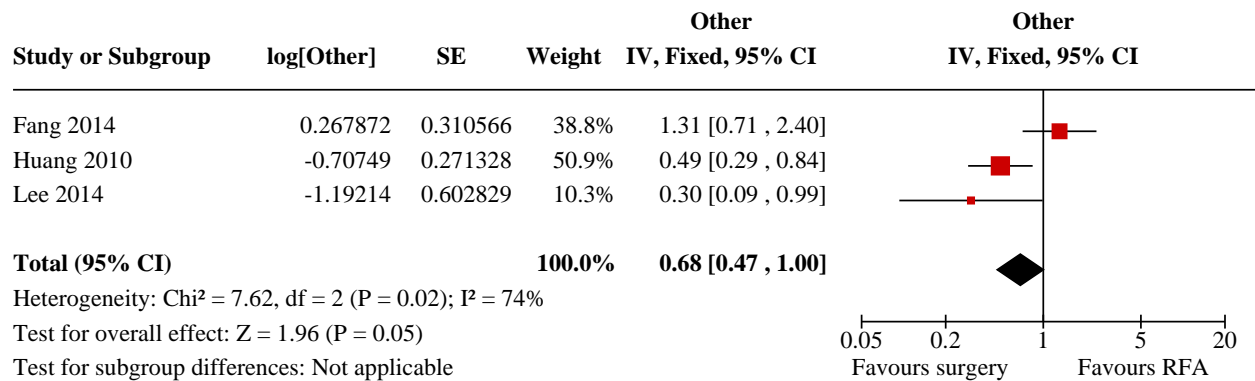 Other Other
Study or Subgroup log[Other] SE Weight IV, Fixed, 95% CI IV, Fixed, 95% CI
Fang 2014 0.267872 0.310566 38.8% 1.31 [0.71 , 2.40]
Huang 2010 -0.70749 0.271328 50.9% 0.49 [0.29 , 0.84]
Lee 2014 -1.19214 0.602829 10.3% 0.30 [0.09 , 0.99]
Total (95% CI) 100.0% 0.68 [0.47 , 1.00]
Heterogeneity: Chi² = 7.62, df = 2 (P = 0.02); I² = 74%
Test for overall effect: Z = 1.96 (P = 0.05)
0.05 0.2 1 5 20
Test for subgroup differences: Not applicable Favours surgery Favours RFA